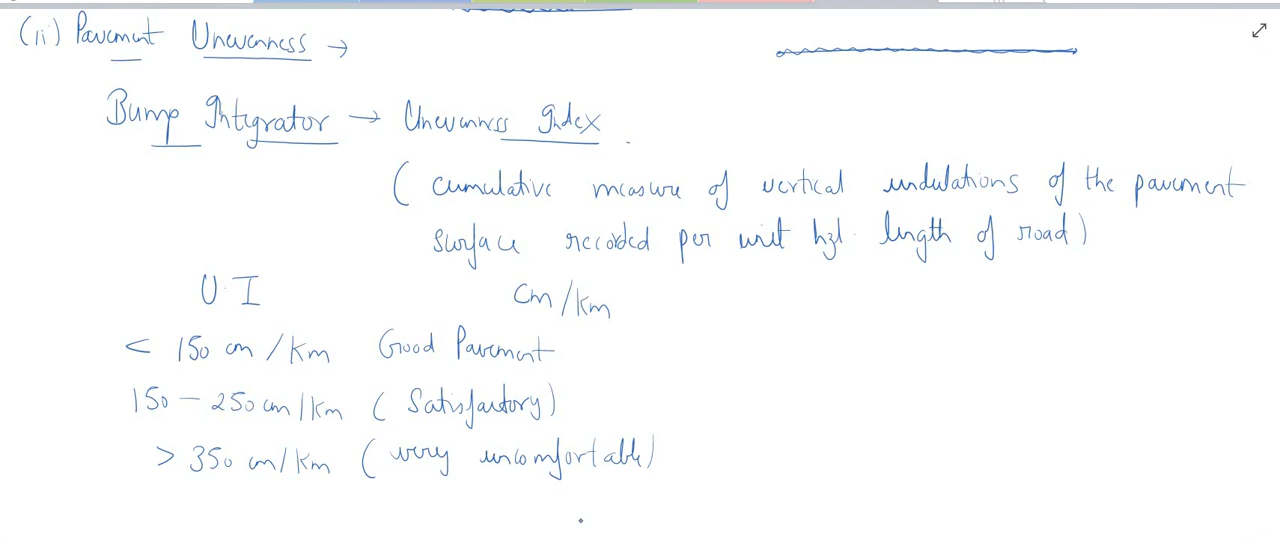 (ii) Pavement Unevenness →
Bump Integrator → Unevenness Index
( cumulative measure of vertical undulations of the pavement
surface recorded per unit hzl. length of road)
U.I cm/km
< 150 cm/km Good Pavement
150 – 250 cm/km ( Satisfactory)
> 350 cm/km ( very uncomfortable)